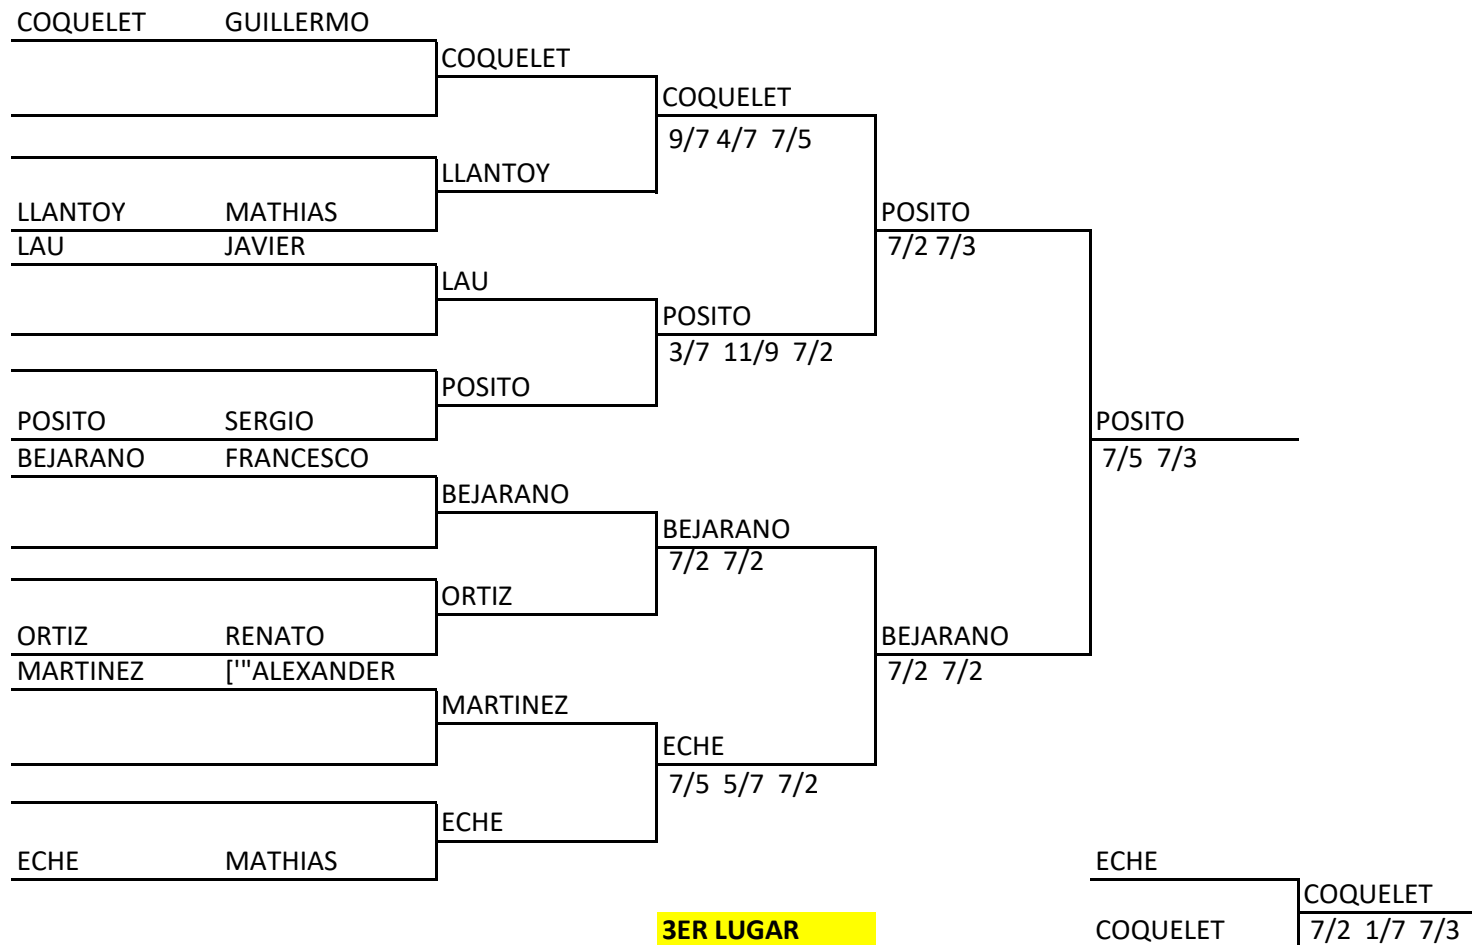 COQUELET GUILLERMO
COQUELET
COQUELET
9/7 4/7 7/5
LLANTOY
LLANTOY MATHIAS
POSITO
LAU JAVIER
7/2 7/3
LAU
POSITO
3/7 11/9 7/2
POSITO
POSITO SERGIO
POSITO
BEJARANO FRANCESCO
7/5 7/3
BEJARANO
BEJARANO
7/2 7/2
ORTIZ
ORTIZ RENATO
BEJARANO
MARTINEZ ['"ALEXANDER
7/2 7/2
MARTINEZ
ECHE
7/5 5/7 7/2
ECHE
ECHE MATHIAS
ECHE
COQUELET
3ER LUGAR
COQUELET
7/2 1/7 7/3